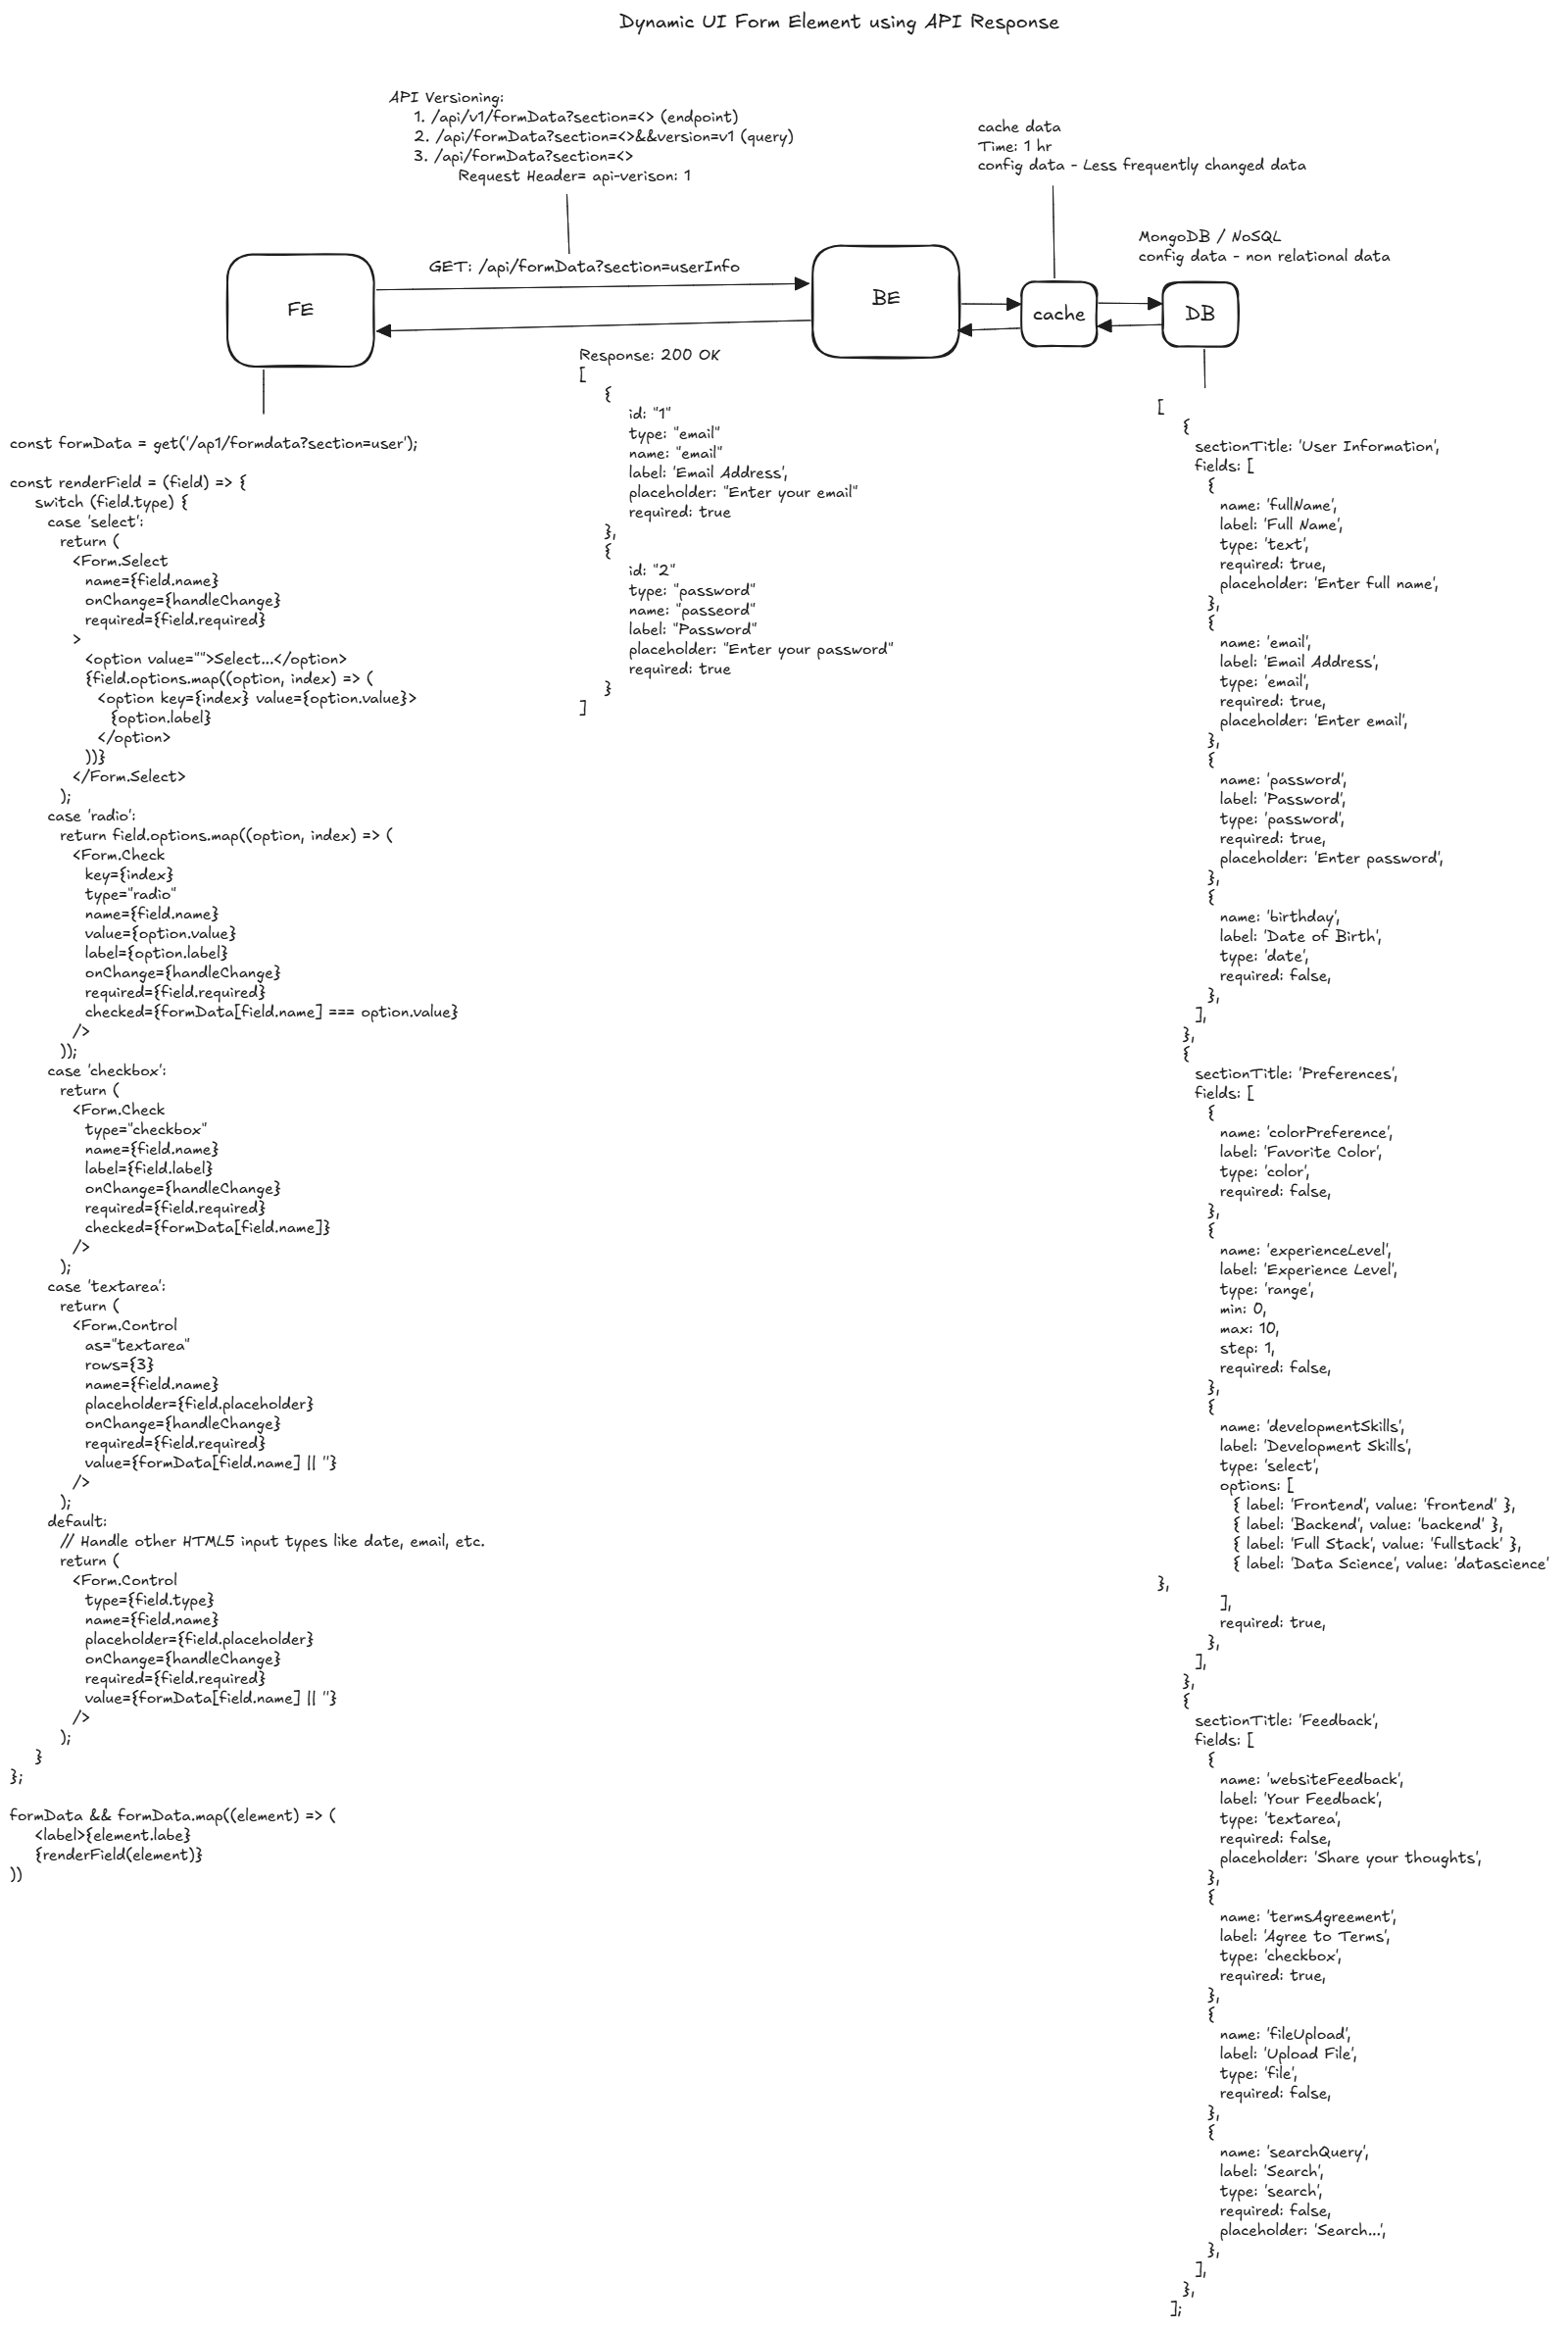 Dynamic UI Form Element using API Response
API Versioning:
1. /api/v1/formData?section=<> (endpoint)
2. /api/formData?section=<>&&version=v1 (query)
3. /api/formData?section=<>
Request Header= api-verison: 1
cache data
Time: 1 hr
config data - Less frequently changed data
MongoDB / NoSQL
config data - non relational data
GET: /api/formData?section=userInfo
FE
BE
cache
DB
Response: 200 OK
[
{
id: "1"
type: "email"
name: "email"
label: 'Email Address',
placeholder: "Enter your email"
required: true
},
{
id: "2"
type: "password"
name: "passeord"
label: "Password"
placeholder: "Enter your password"
required: true
}
]
const formData = get('/ap1/formdata?section=user');
const renderField = (field) => {
switch (field.type) {
case 'select':
return (
<Form.Select
name={field.name}
onChange={handleChange}
required={field.required}
>
<option value="">Select...</option>
{field.options.map((option, index) => (
<option key={index} value={option.value}>
{option.label}
</option>
))}
</Form.Select>
);
case 'radio':
return field.options.map((option, index) => (
<Form.Check
key={index}
type="radio"
name={field.name}
value={option.value}
label={option.label}
onChange={handleChange}
required={field.required}
checked={formData[field.name] === option.value}
/>
));
case 'checkbox':
return (
<Form.Check
type="checkbox"
name={field.name}
label={field.label}
onChange={handleChange}
required={field.required}
checked={formData[field.name]}
/>
);
case 'textarea':
return (
<Form.Control
as="textarea"
rows={3}
name={field.name}
placeholder={field.placeholder}
onChange={handleChange}
required={field.required}
value={formData[field.name] || ''}
/>
);
default:
// Handle other HTML5 input types like date, email, etc.
return (
<Form.Control
type={field.type}
name={field.name}
placeholder={field.placeholder}
onChange={handleChange}
required={field.required}
value={formData[field.name] || ''}
/>
);
}
};
formData && formData.map((element) => (
<label>{element.labe}
{renderField(element)}
))
[
{
sectionTitle: 'User Information',
fields: [
{
name: 'fullName',
label: 'Full Name',
type: 'text',
required: true,
placeholder: 'Enter full name',
},
{
name: 'email',
label: 'Email Address',
type: 'email',
required: true,
placeholder: 'Enter email',
},
{
name: 'password',
label: 'Password',
type: 'password',
required: true,
placeholder: 'Enter password',
},
{
name: 'birthday',
label: 'Date of Birth',
type: 'date',
required: false,
},
],
},
{
sectionTitle: 'Preferences',
fields: [
{
name: 'colorPreference',
label: 'Favorite Color',
type: 'color',
required: false,
},
{
name: 'experienceLevel',
label: 'Experience Level',
type: 'range',
min: 0,
max: 10,
step: 1,
required: false,
},
{
name: 'developmentSkills',
label: 'Development Skills',
type: 'select',
options: [
{ label: 'Frontend', value: 'frontend' },
{ label: 'Backend', value: 'backend' },
{ label: 'Full Stack', value: 'fullstack' },
{ label: 'Data Science', value: 'datascience'
},
],
required: true,
},
],
},
{
sectionTitle: 'Feedback',
fields: [
{
name: 'websiteFeedback',
label: 'Your Feedback',
type: 'textarea',
required: false,
placeholder: 'Share your thoughts',
},
{
name: 'termsAgreement',
label: 'Agree to Terms',
type: 'checkbox',
required: true,
},
{
name: 'fileUpload',
label: 'Upload File',
type: 'file',
required: false,
},
{
name: 'searchQuery',
label: 'Search',
type: 'search',
required: false,
placeholder: 'Search...',
},
],
},
];